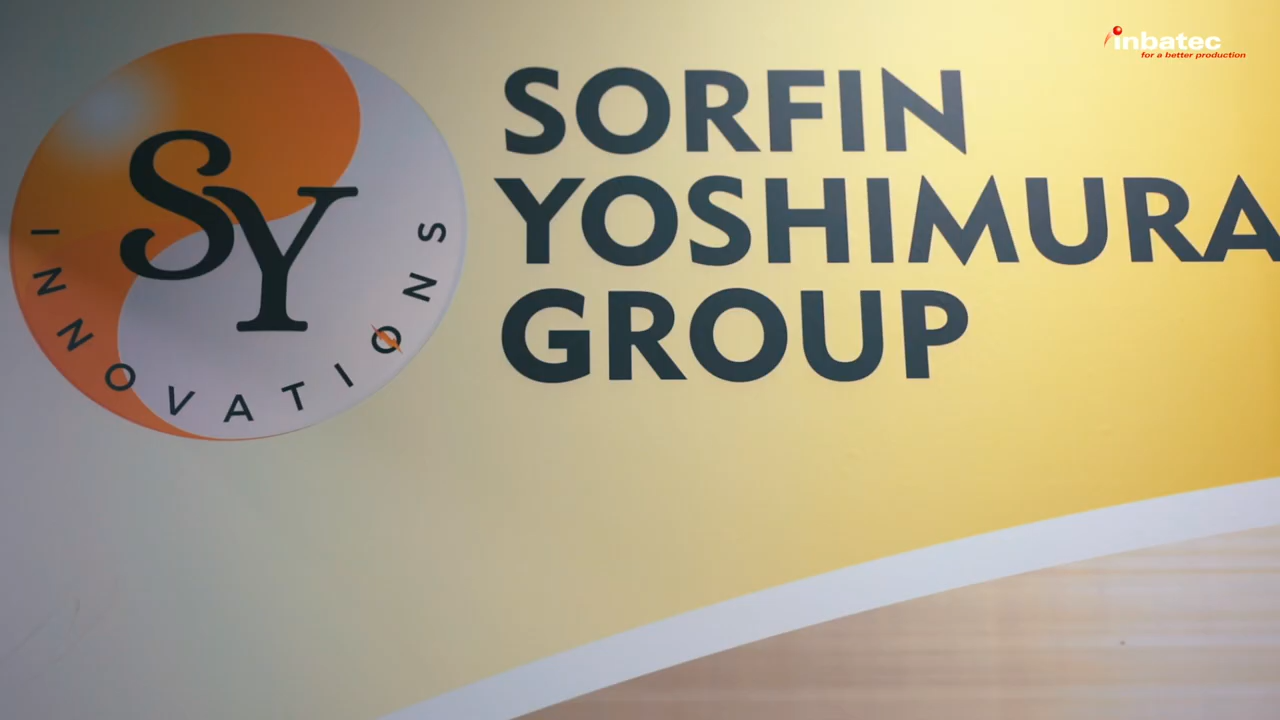 inbatec
for a better production
SY
INNOVATIONS
SORFIN
YOSHIMURA
GROUP